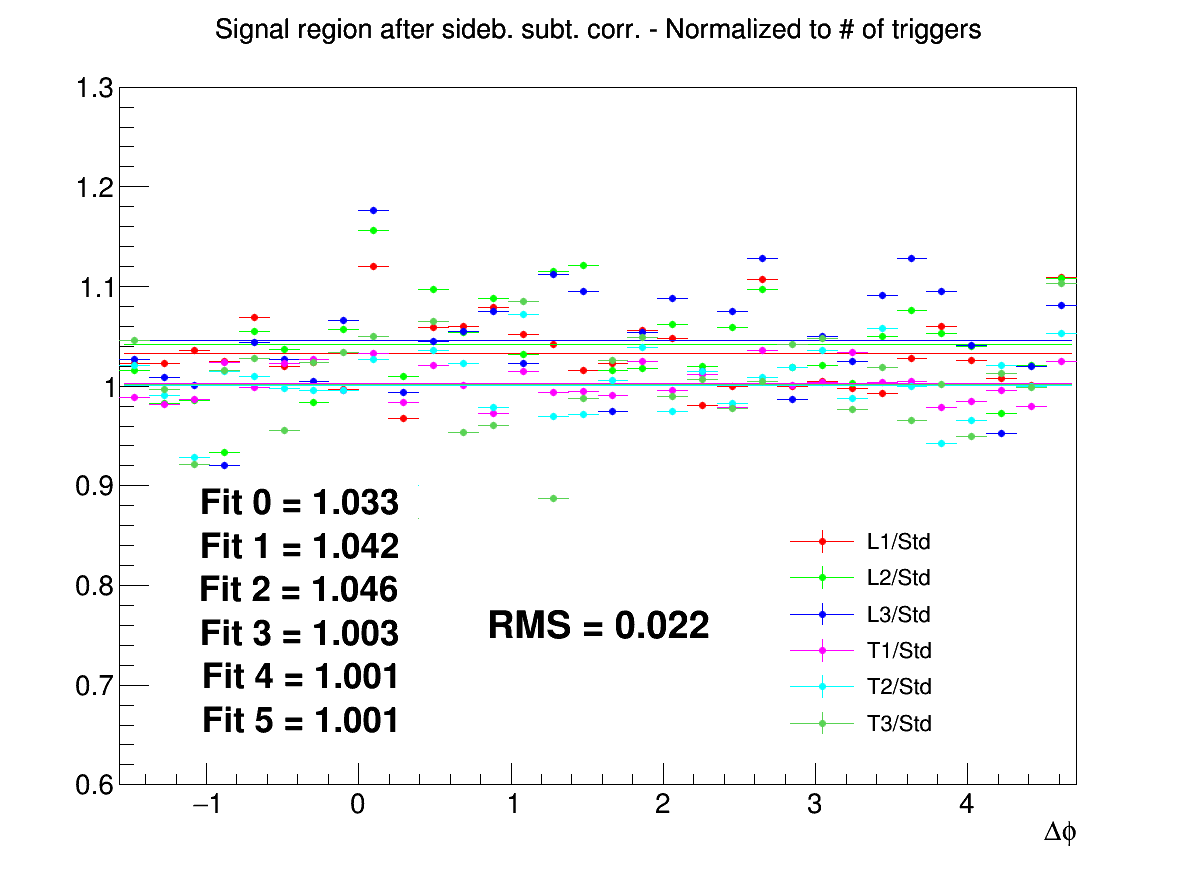 Signal region after sideb. subt. corr. - Normalized to # of triggers
1.3
1.2
1.1
1
0.9
0.8
0.7
0.6
Fit 0 = 1.033
Fit 1 = 1.042
Fit 2 = 1.046
Fit 3 = 1.003
Fit 4 = 1.001
Fit 5 = 1.001
RMS = 0.022
L1/Std
L2/Std
L3/Std
T1/Std
T2/Std
T3/Std
−1 0 1 2 3 4
Δϕ